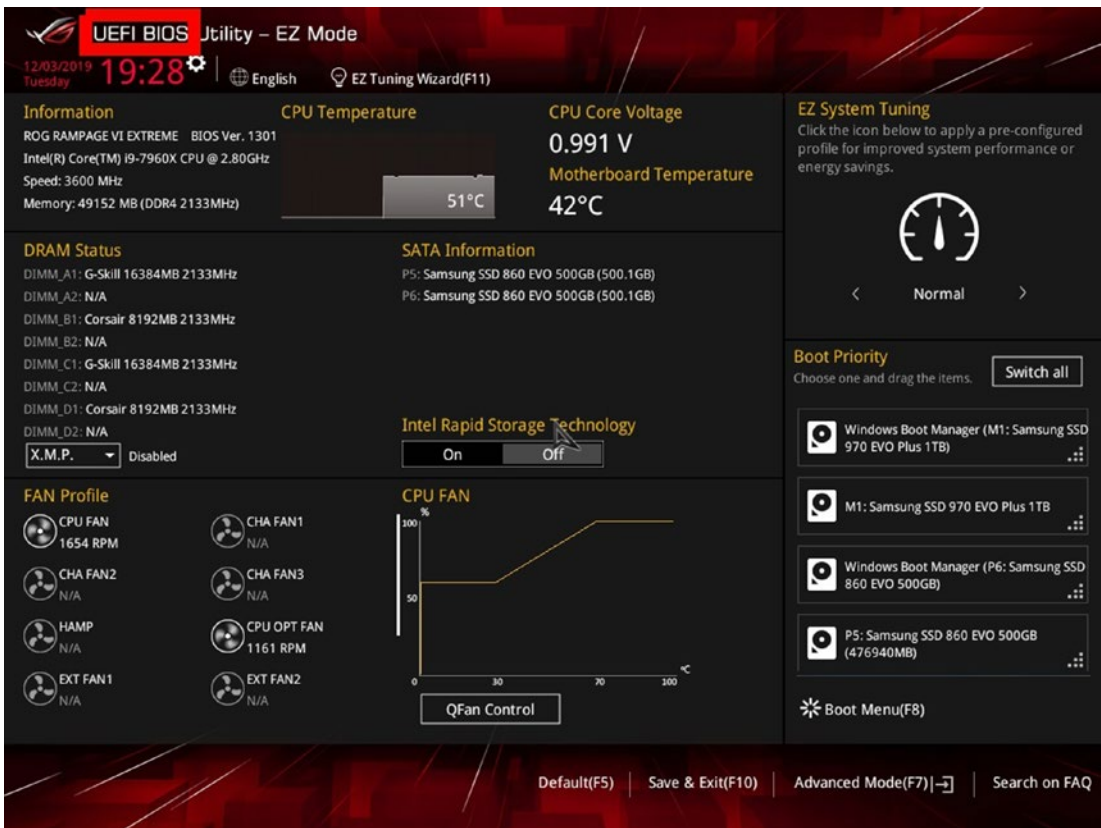 UEFI BIOS Utility – EZ Mode
12/03/2019
Tuesday
19:28
English
EZ Tuning Wizard(F11)
Information
ROG RAMPAGE VI EXTREME BIOS Ver. 1301
Intel(R) Core(TM) i9-7960X CPU @ 2.80GHz
Speed: 3600 MHz
Memory: 49152 MB (DDR4 2133MHz)
CPU Temperature
51°C
CPU Core Voltage
0.991 V
Motherboard Temperature
42°C
EZ System Tuning
Click the icon below to apply a pre-configured
profile for improved system performance or
energy savings.
Normal
DRAM Status
DIMM_A1: G-Skill 16384MB 2133MHz
DIMM_A2: N/A
DIMM_B1: Corsair 8192MB 2133MHz
DIMM_B2: N/A
DIMM_C1: G-Skill 16384MB 2133MHz
DIMM_C2: N/A
DIMM_D1: Corsair 8192MB 2133MHz
DIMM_D2: N/A
X.M.P.
Disabled
SATA Information
P5: Samsung SSD 860 EVO 500GB (500.1GB)
P6: Samsung SSD 860 EVO 500GB (500.1GB)
Intel Rapid Storage Technology
On
Off
Boot Priority
Choose one and drag the items.
Switch all
Windows Boot Manager (M1: Samsung SSD
970 EVO Plus 1TB)
M1: Samsung SSD 970 EVO Plus 1TB
Windows Boot Manager (P6: Samsung SSD
860 EVO 500GB)
P5: Samsung SSD 860 EVO 500GB
(476940MB)
Boot Menu(F8)
FAN Profile
CPU FAN
1654 RPM
CHA FAN1
N/A
CHA FAN2
N/A
CHA FAN3
N/A
HAMP
N/A
CPU OPT FAN
1161 RPM
EXT FAN1
N/A
EXT FAN2
N/A
CPU FAN
%
100
50
0
30
70
100
°C
QFan Control
Default(F5)
Save & Exit(F10)
Advanced Mode(F7)
Search on FAQ